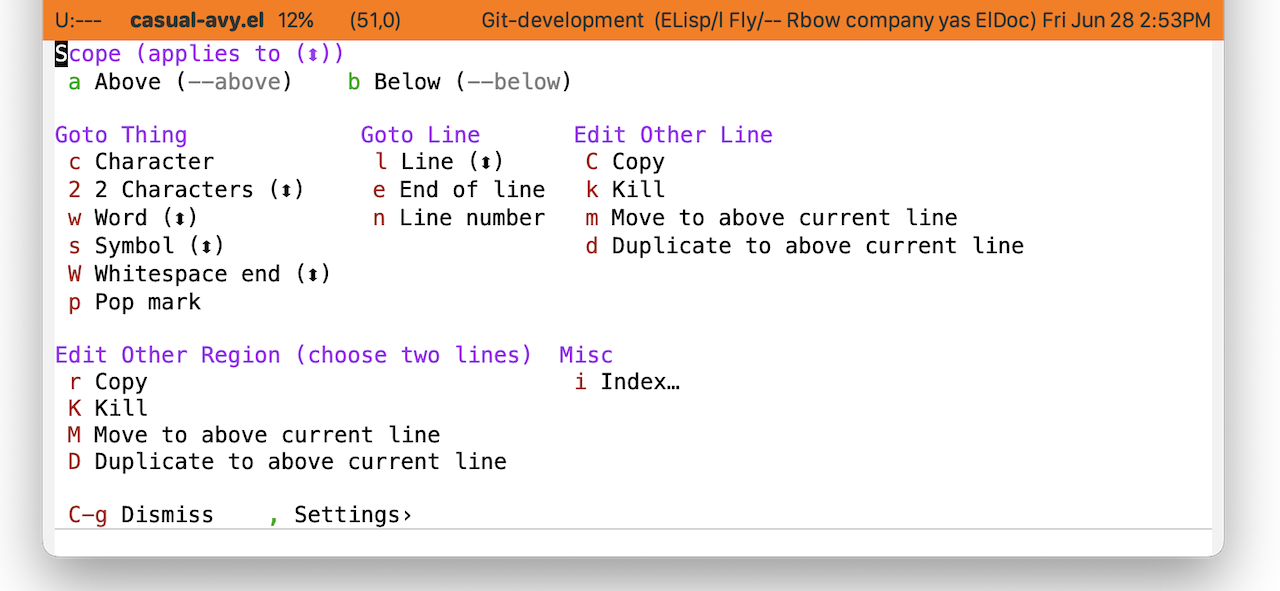 U:--- casual-avy.el 12% (51,0) Git-development (ELisp/l Fly/-- Rbow company yas ElDoc) Fri Jun 28 2:53PM
Scope (applies to (⬍))
a Above (--above) b Below (--below)
Goto Thing Goto Line Edit Other Line
c Character l Line (⬍) C Copy
2 2 Characters (⬍) e End of line k Kill
w Word (⬍) n Line number m Move to above current line
s Symbol (⬍) d Duplicate to above current line
W Whitespace end (⬍)
p Pop mark
Edit Other Region (choose two lines) Misc
r Copy i Index…
K Kill
M Move to above current line
D Duplicate to above current line
C-g Dismiss , Settings›